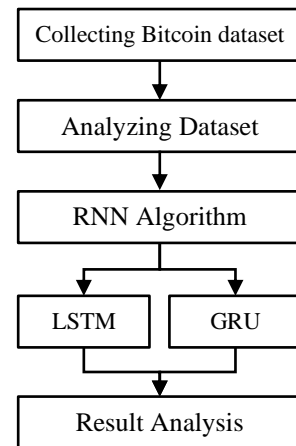 Collecting Bitcoin dataset
Analyzing Dataset
RNN Algorithm
LSTM
GRU
Result Analysis